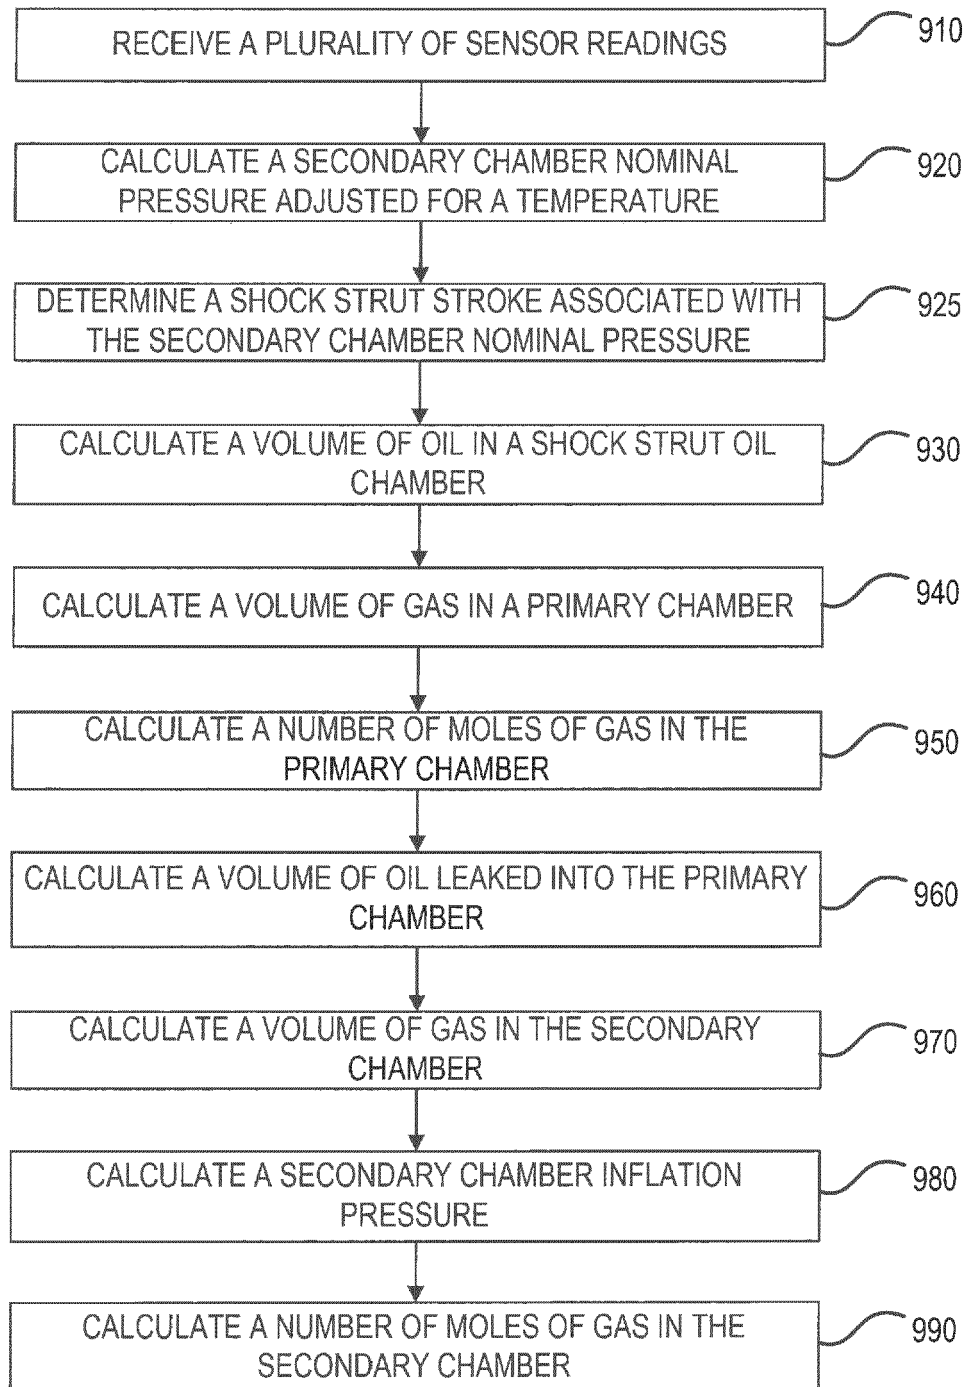 RECEIVE A PLURALITY OF SENSOR READINGS
910
CALCULATE A SECONDARY CHAMBER NOMINAL
PRESSURE ADJUSTED FOR A TEMPERATURE
920
DETERMINE A SHOCK STRUT STROKE ASSOCIATED WITH
THE SECONDARY CHAMBER NOMINAL PRESSURE
925
CALCULATE A VOLUME OF OIL IN A SHOCK STRUT OIL
CHAMBER
930
CALCULATE A VOLUME OF GAS IN A PRIMARY CHAMBER
940
CALCULATE A NUMBER OF MOLES OF GAS IN THE
PRIMARY CHAMBER
950
CALCULATE A VOLUME OF OIL LEAKED INTO THE PRIMARY
CHAMBER
960
CALCULATE A VOLUME OF GAS IN THE SECONDARY
CHAMBER
970
CALCULATE A SECONDARY CHAMBER INFLATION
PRESSURE
980
CALCULATE A NUMBER OF MOLES OF GAS IN THE
SECONDARY CHAMBER
990